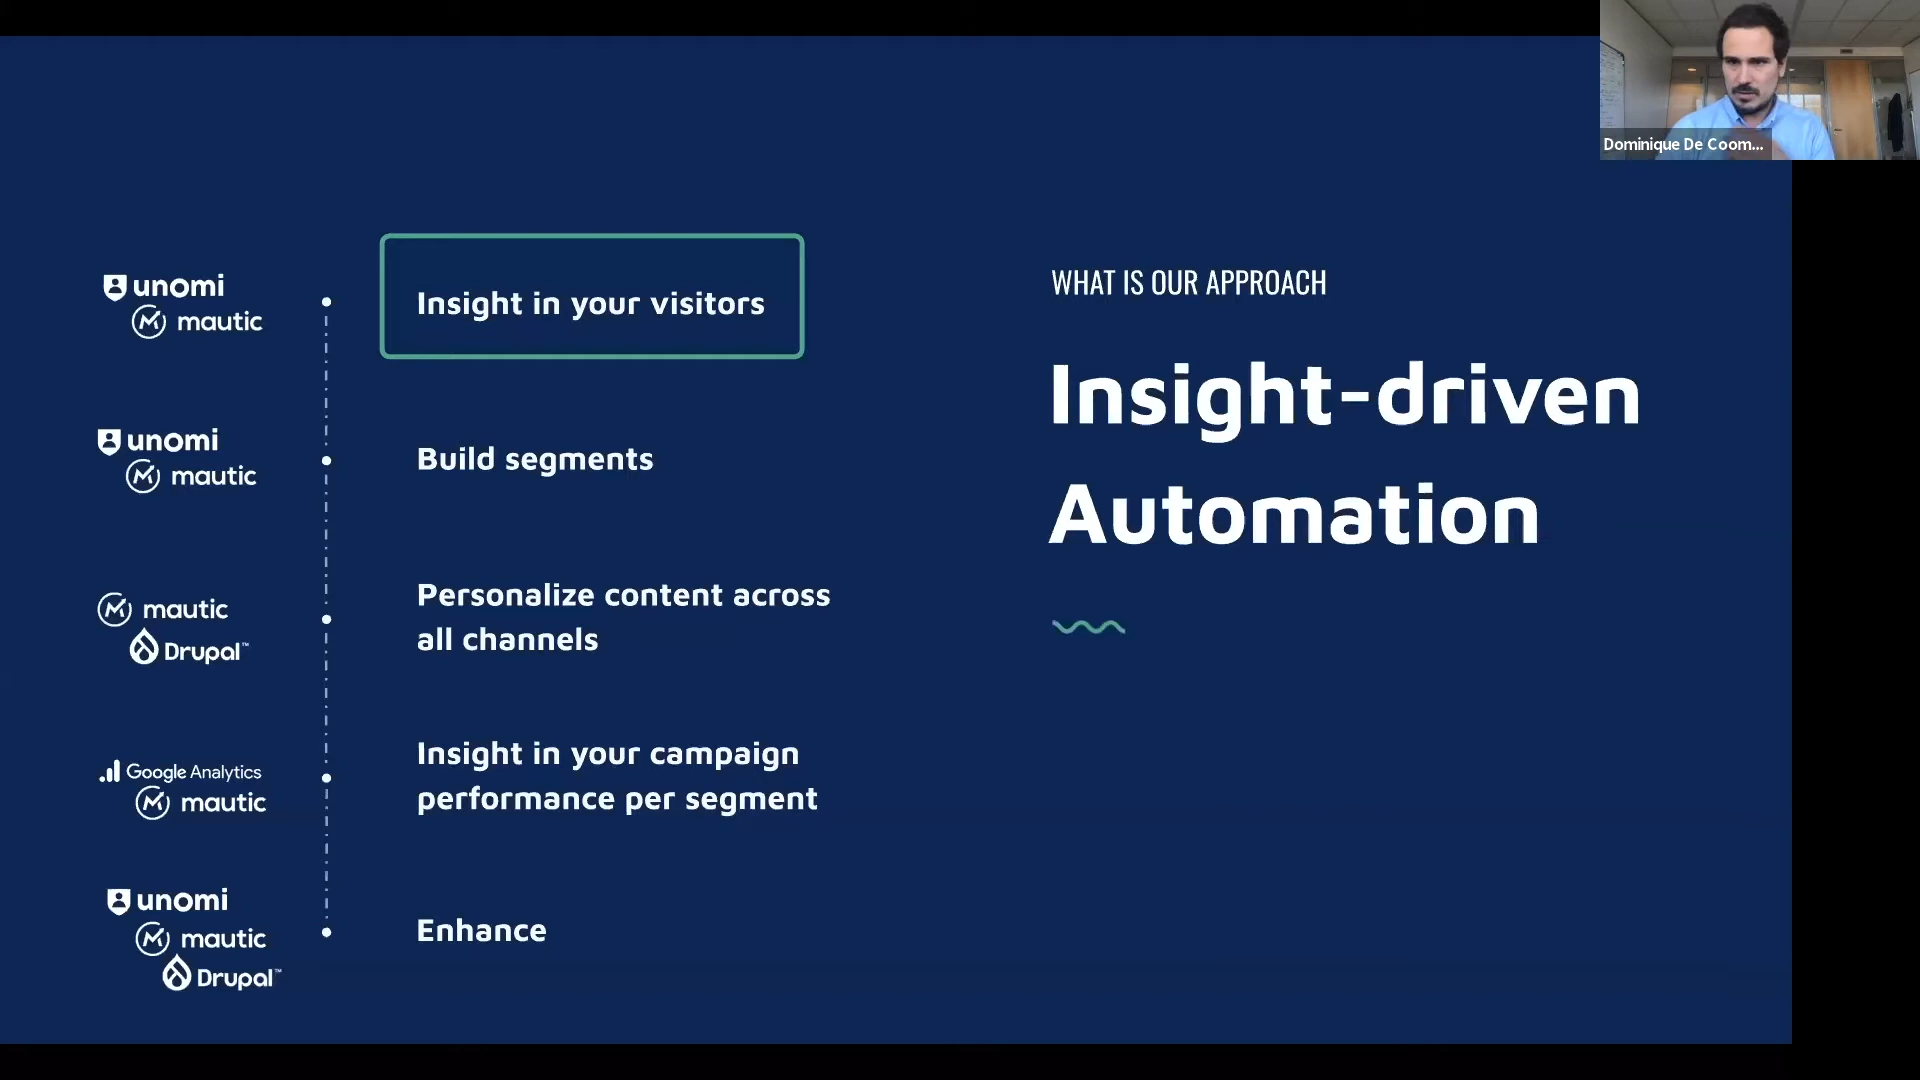 Dominique De Coom...
unomi
mautic
Insight in your visitors
unomi
mautic
Build segments
mautic
Drupal™
Personalize content across
all channels
Google Analytics
mautic
Insight in your campaign
performance per segment
unomi
mautic
Drupal™
Enhance
WHAT IS OUR APPROACH
Insight-driven
Automation